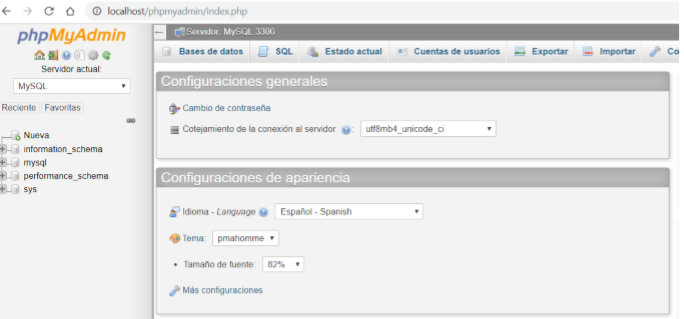 localhost/phpmyadmin/index.php
phpMyAdmin
Servidor actual:
MySQL
Reciente Favoritas
Nueva
information_schema
mysql
performance_schema
sys
Servidor: MySQL:3306
Bases de datos SQL Estado actual Cuentas de usuarios Exportar Importar Co
Configuraciones generales
Cambio de contraseña
Cotejamiento de la conexión al servidor : utf8mb4_unicode_ci
Configuraciones de apariencia
Idioma - Language Español - Spanish
Tema: pmahomme
• Tamaño de fuente: 82%
Más configuraciones